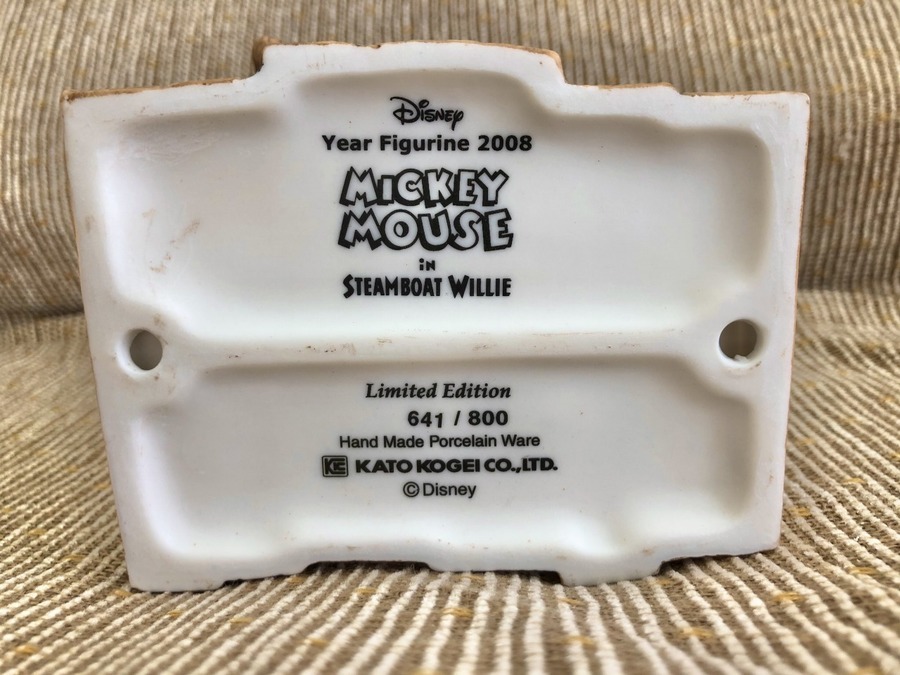 Disney
Year Figurine 2008
MICKEY
MOUSE
iN
STEAMBOAT WILLIE
Limited Edition
641 / 800
Hand Made Porcelain Ware
KE KATO KOGEI CO.,LTD.
©Disney